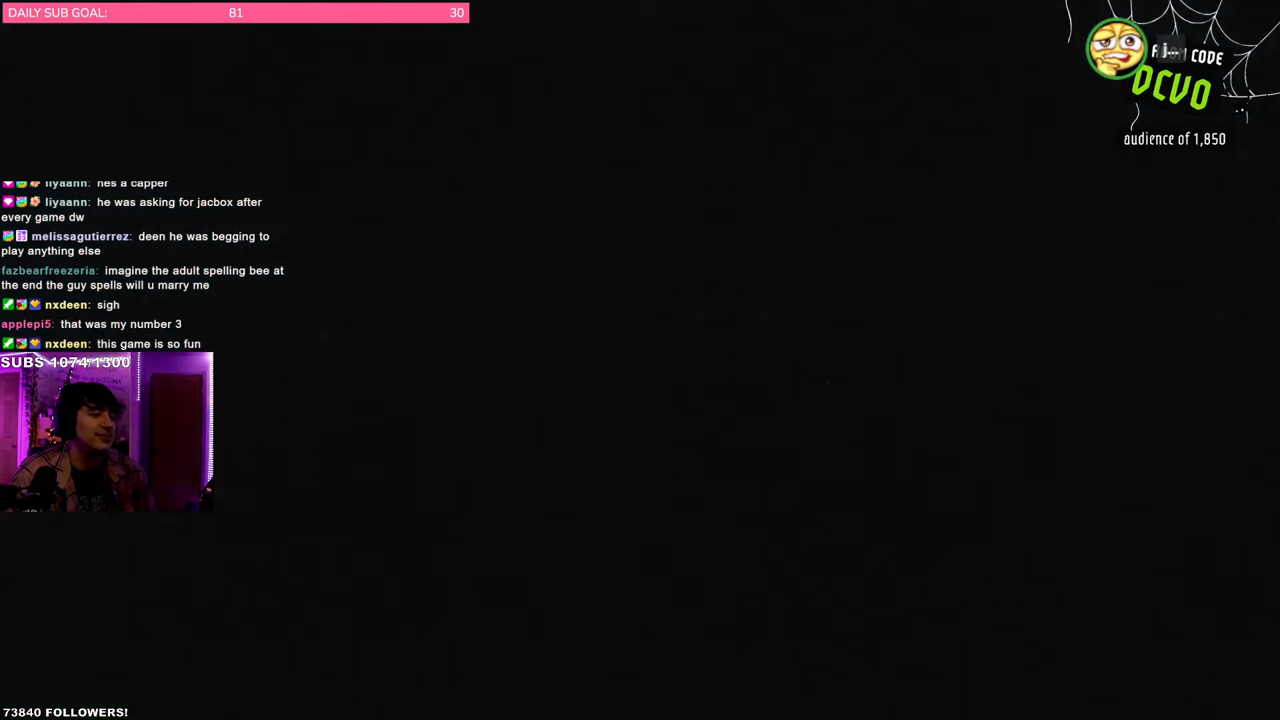 DAILY SUB GOAL: 81 30
j...
CODE
DCVO
audience of 1,850
liyaann: hes a capper
liyaann: he was asking for jacbox after
every game dw
melissagutierrez: deen he was begging to
play anything else
fazbearfreezeria: imagine the adult spelling bee at
the end the guy spells will u marry me
nxdeen: sigh
applepi5: that was my number 3
nxdeen: this game is so fun
SUBS 1074/1300
73840 FOLLOWERS!